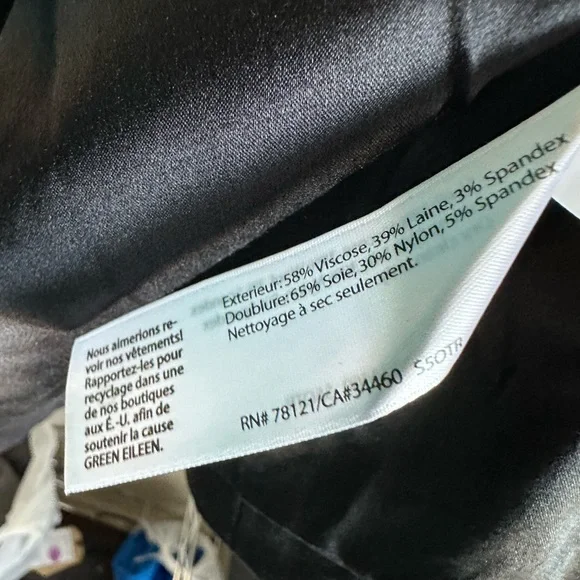 Exterieur: 58% Viscose, 39% Laine, 3% Spandex
Doublure: 65% Soie, 30% Nylon, 5% Spandex
Nettoyage à sec seulement.
Nous aimerions re-
voir nos vêtements!
Rapportez-les pour
recyclage dans une
de nos boutiques
aux É.-U. afin de
soutenir la cause
GREEN EILEEN.
RN# 78121/CA#34460